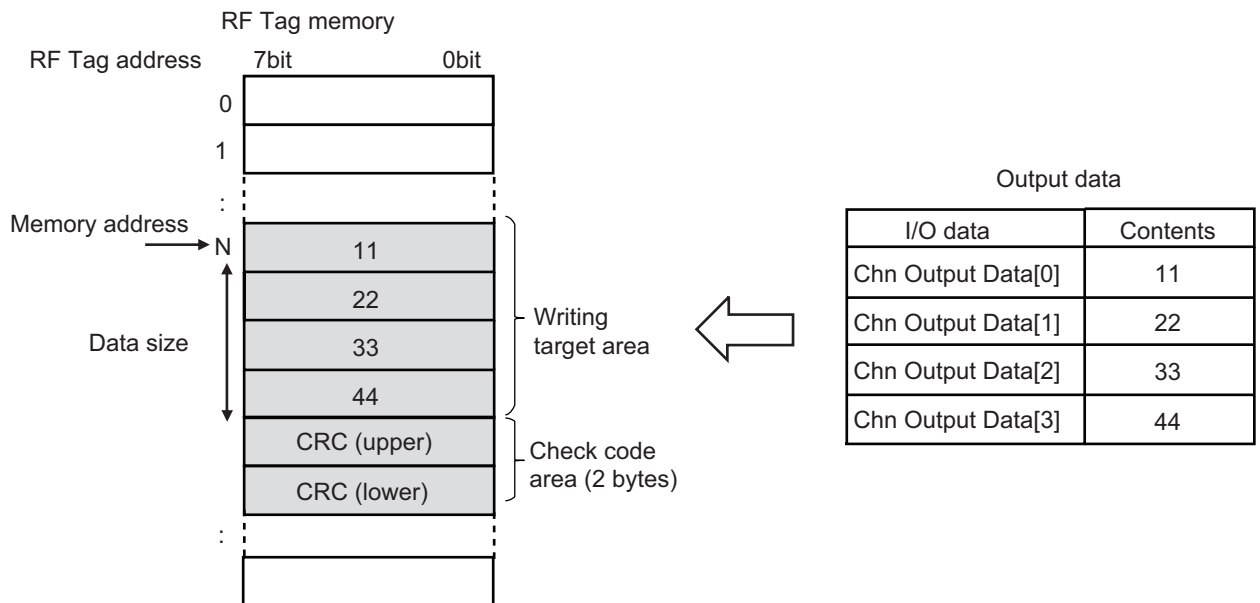 RF Tag memory
RF Tag address 7bit 0bit
0
1
:
Memory address
N 11
22
Data size 33
44
CRC (upper)
CRC (lower)
:
Writing
target area
Check code
area (2 bytes)
Output data
I/O data Contents
Chn Output Data[0] 11
Chn Output Data[1] 22
Chn Output Data[2] 33
Chn Output Data[3] 44